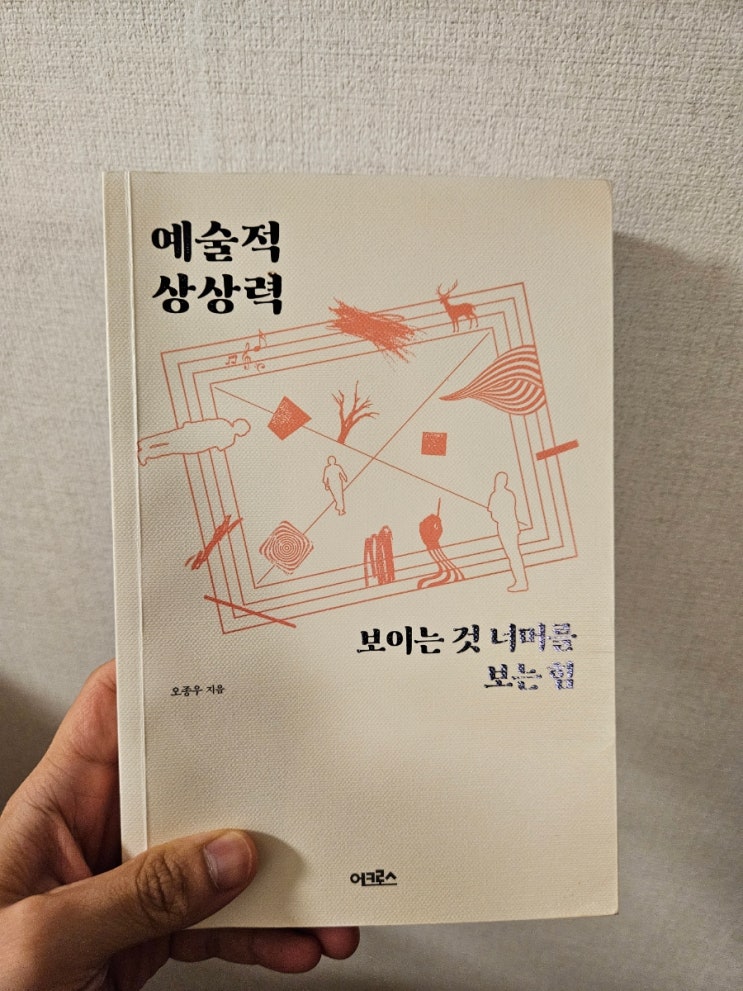 예술적
상상력
보이는 것 너머를
보는 힘
오종우 지음
어크로스